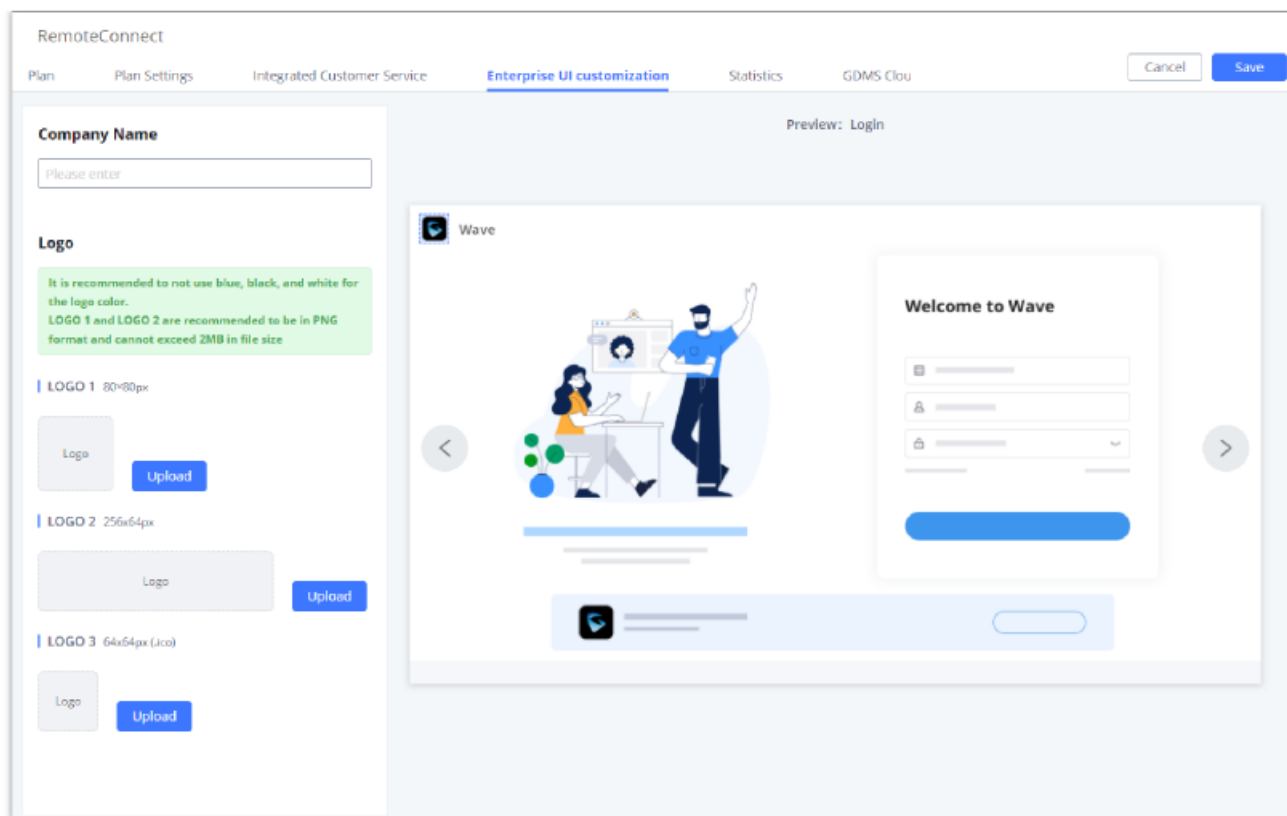 RemoteConnect
Plan Plan Settings Integrated Customer Service Enterprise UI customization Statistics GDMS Clou Cancel Save
Company Name
Please enter
Logo
It is recommended to not use blue, black, and white for
the logo color.
LOGO 1 and LOGO 2 are recommended to be in PNG
format and cannot exceed 2MB in file size
LOGO 1 80×80px
Logo
Upload
LOGO 2 256x64px
Logo
Upload
LOGO 3 64x64px (.ico)
Logo
Upload
Preview: Login
Wave
Welcome to Wave